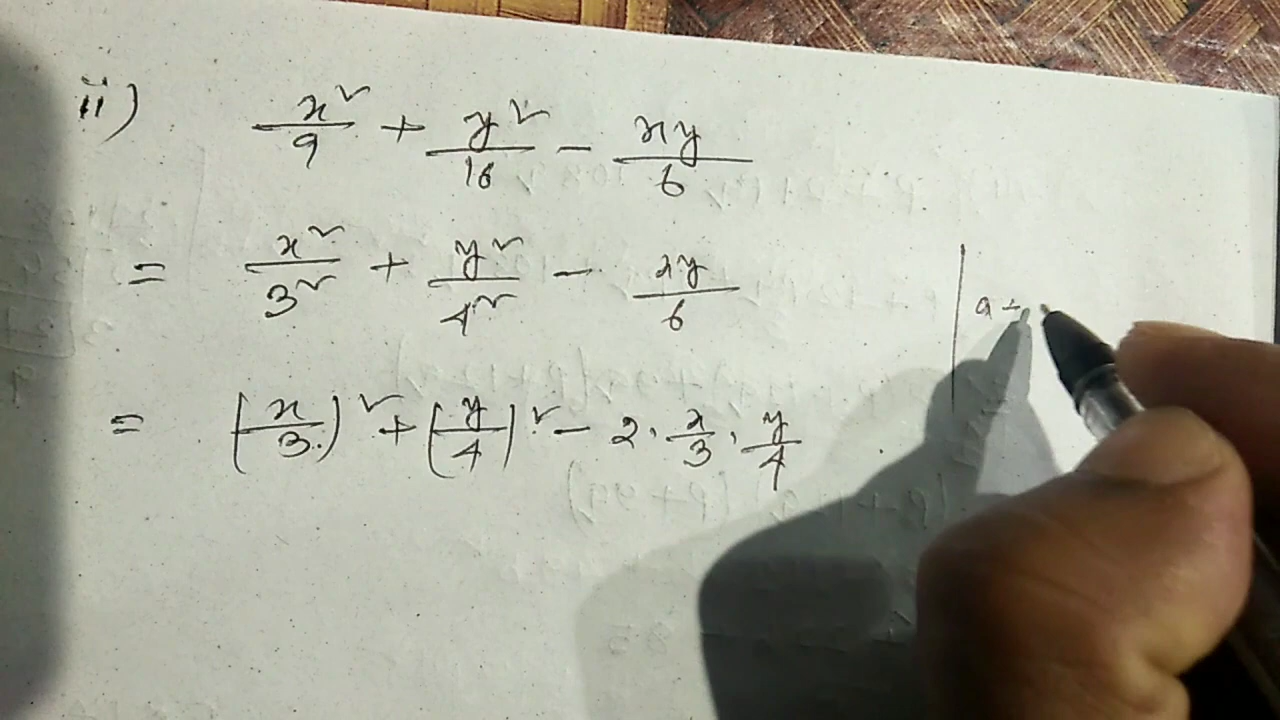 ii) x²/9 + y²/16 - xy/6
= x²/3² + y²/4² - xy/6
= (x/3)² + (y/4)² - 2 · x/3 · y/4
a +